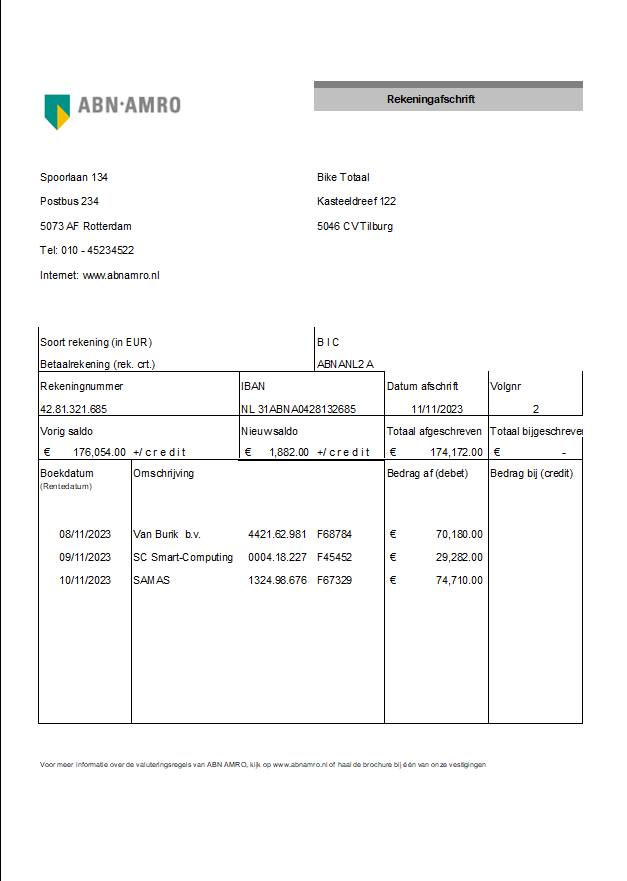 ABN·AMRO
Rekeningafschrift
Spoorlaan 134
Bike Totaal
Postbus 234
Kasteeldreef 122
5073 AF Rotterdam
5046 CV Tilburg
Tel: 010 - 45234522
Internet: www.abnamro.nl
Soort rekening (in EUR) B I C
Betaalrekening (rek. crt.) ABNANL2 A
Rekeningnummer IBAN Datum afschrift Volgnr
42.81.321.685 NL 31ABNA0428132685 11/11/2023 2
Vorig saldo Nieuw saldo Totaal afgeschreven Totaal bijgeschreven
€ 176,054.00 +/ c r e d i t € 1,882.00 +/ c r e d i t € 174,172.00 € -
Boekdatum Omschrijving Bedrag af (debet) Bedrag bij (credit)
(Rentedatum)
08/11/2023 Van Burik b.v. 4421.62.981 F68784 € 70,180.00
09/11/2023 SC Smart-Computing 0004.18.227 F45452 € 29,282.00
10/11/2023 SAMAS 1324.98.676 F67329 € 74,710.00
Voor meer informatie over de valuteringsregels van ABN AMRO, kijk op www.abnamro.nl of haal de brochure bij één van onze vestigingen